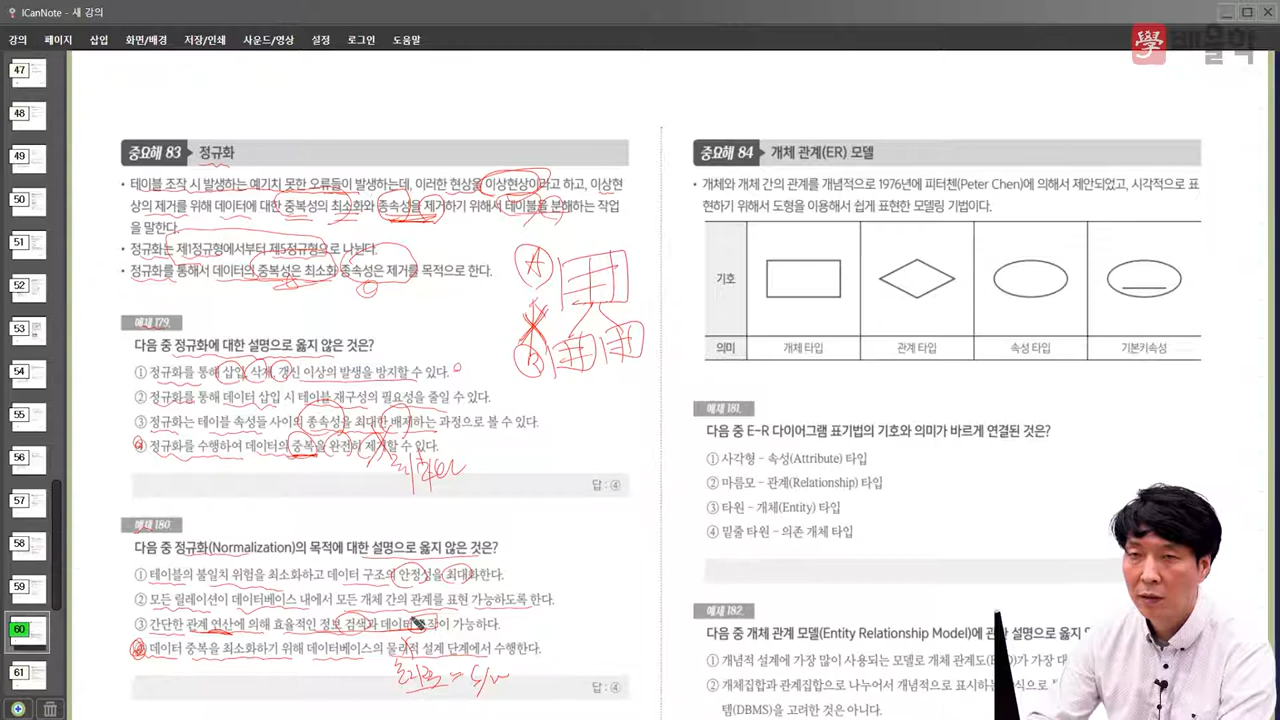 ICanNote - 새 강의
강의 페이지 삽입 화면/배경 저장/인쇄 사운드/영상 설정 로그인 도움말
學
47
48
49
50
51
52
53
54
55
56
57
58
59
60
61
중요해 83 정규화
• 테이블 조작 시 발생하는 예기치 못한 오류들이 발생하는데, 이러한 현상을 이상현상이라고 하고, 이상현
상의 제거를 위해 데이터에 대한 중복성의 최소화와 종속성을 제거하기 위해서 테이블을 분해하는 작업
을 말한다.
• 정규화는 제1정규형에서부터 제5정규형으로 나뉜다.
• 정규화를 통해서 데이터의 중복성은 최소화 종속성은 제거를 목적으로 한다.
A
예제 179.
다음 중 정규화에 대한 설명으로 옳지 않은 것은?
① 정규화를 통해 삽입, 삭제, 갱신 이상의 발생을 방지할 수 있다.
② 정규화를 통해 데이터 삽입 시 테이블 재구성의 필요성을 줄일 수 있다.
③ 정규화는 테이블 속성들 사이의 종속성을 최대한 배제하는 과정으로 볼 수 있다.
④ 정규화를 수행하여 데이터의 중복을 완전히 제거할 수 있다.
답 : ④
예제 180
다음 중 정규화(Normalization)의 목적에 대한 설명으로 옳지 않은 것은?
① 테이블의 불일치 위험을 최소화하고 데이터 구조의 안정성을 최대화한다.
② 모든 릴레이션이 데이터베이스 내에서 모든 개체 간의 관계를 표현 가능하도록 한다.
③ 간단한 관계 연산에 의해 효율적인 정보 검색과 데이터 조작이 가능하다.
④ 데이터 중복을 최소화하기 위해 데이터베이스의 물리적 설계 단계에서 수행한다.
논리적 = S/W
답 : ④
중요해 84 개체 관계(ER) 모델
• 개체와 개체 간의 관계를 개념적으로 1976년에 피터첸(Peter Chen)에 의해서 제안되었고, 시각적으로 표
현하기 위해서 도형을 이용해서 쉽게 표현한 모델링 기법이다.
기호
의미 개체 타입 관계 타입 속성 타입 기본키속성
예제 181.
다음 중 E-R 다이어그램 표기법의 기호와 의미가 바르게 연결된 것은?
① 사각형 - 속성(Attribute) 타입
② 마름모 - 관계(Relationship) 타입
③ 타원 - 개체(Entity) 타입
④ 밑줄 타원 - 의존 개체 타입
예제 182
다음 중 개체 관계 모델(Entity Relationship Model)에 관한 설명으로 옳지 않
① 개념적 설계에 가장 많이 사용되는 모델로 개체 관계도(
② 개체집합과 관계집합으로 나누어서 개념적으로 표시하는
템(DBMS)을 고려한 것은 아니다.